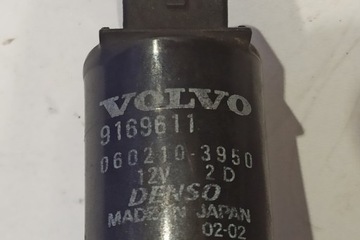 VOLVO
9169611
060210-3950
12V 2D
DENSO
MADE IN JAPAN
02-02